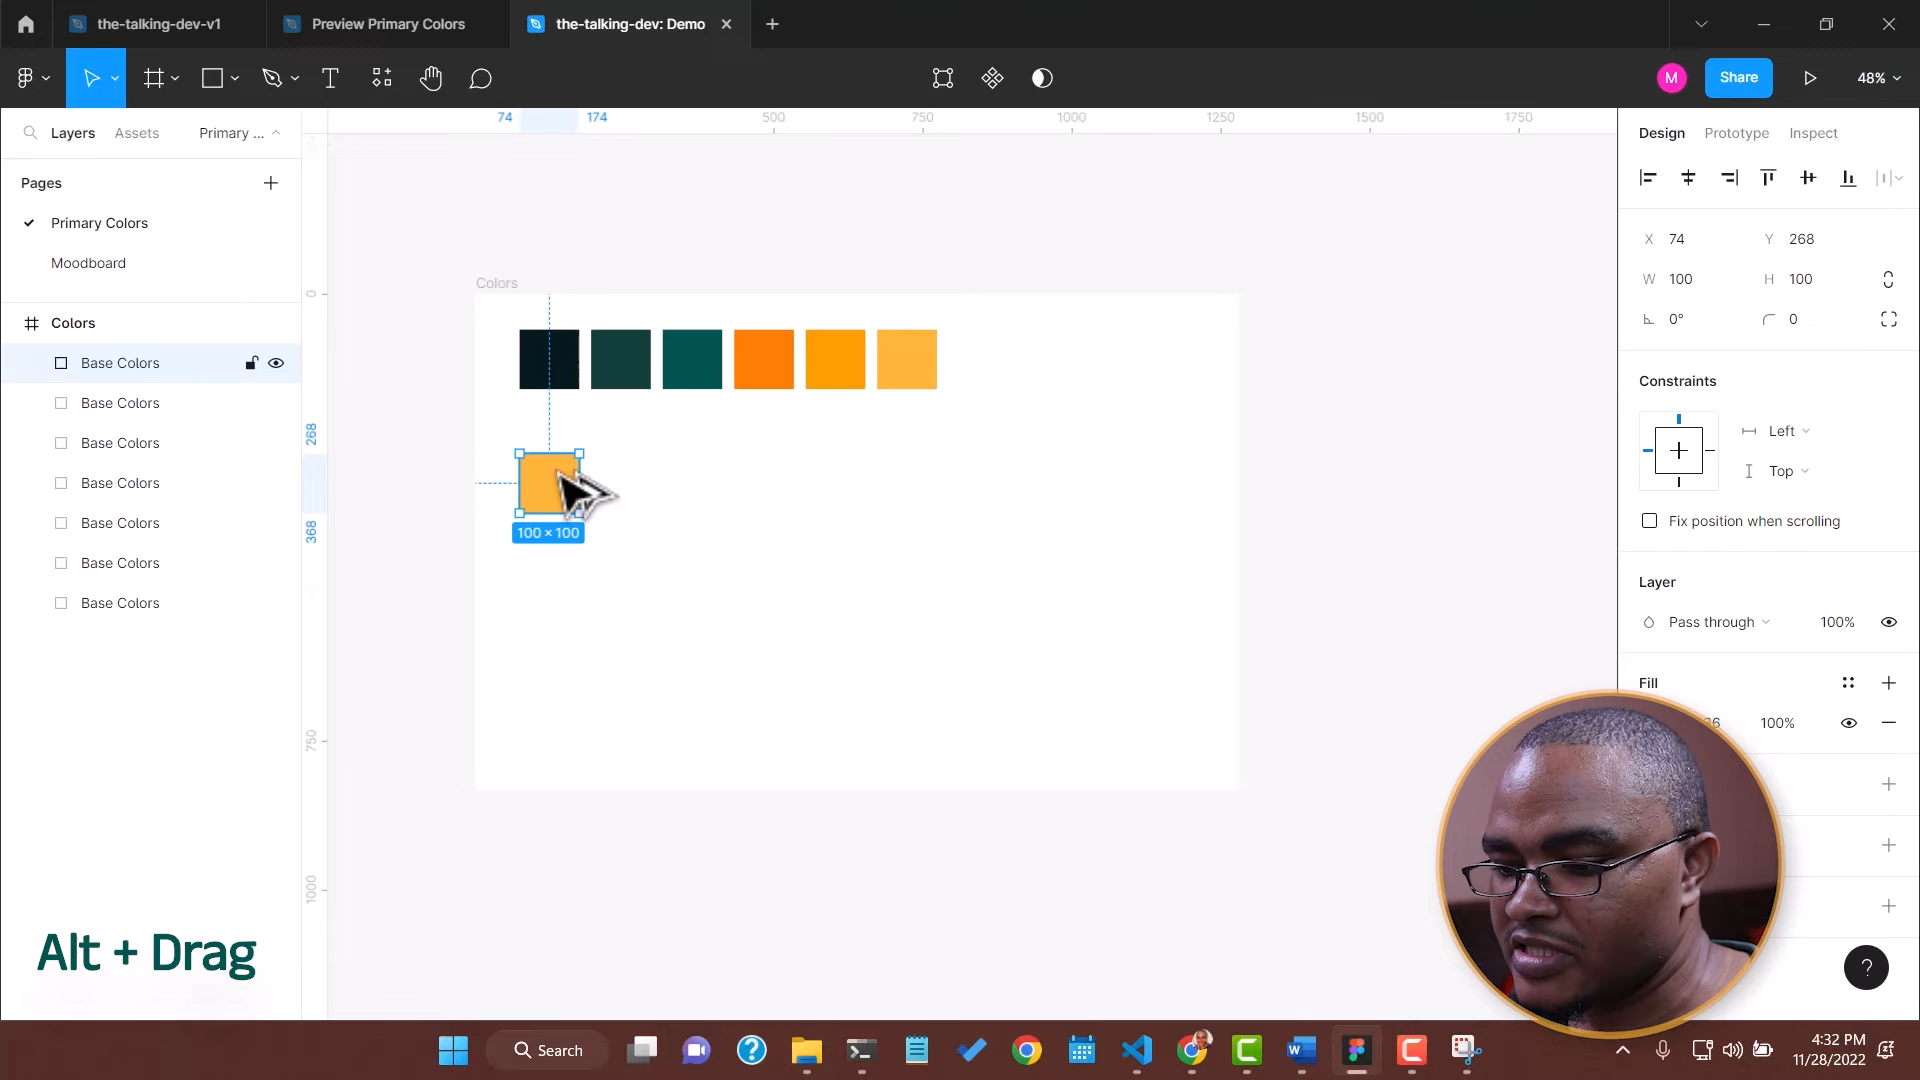 the-talking-dev-v1
Preview Primary Colors
the-talking-dev: Demo
M
Share
48%
Layers
Assets
Primary ...
74
174
500
750
1000
1250
1500
1750
Design
Prototype
Inspect
Pages
Primary Colors
Moodboard
X 74
Y 268
W 100
H 100
0°
0
Colors
0
Colors
Base Colors
Base Colors
Base Colors
Base Colors
Base Colors
Base Colors
Base Colors
268
368
750
1000
100 × 100
Constraints
Left
Top
Fix position when scrolling
Layer
Pass through
100%
Fill
100%
Alt + Drag
?
Search
4:32 PM
11/28/2022